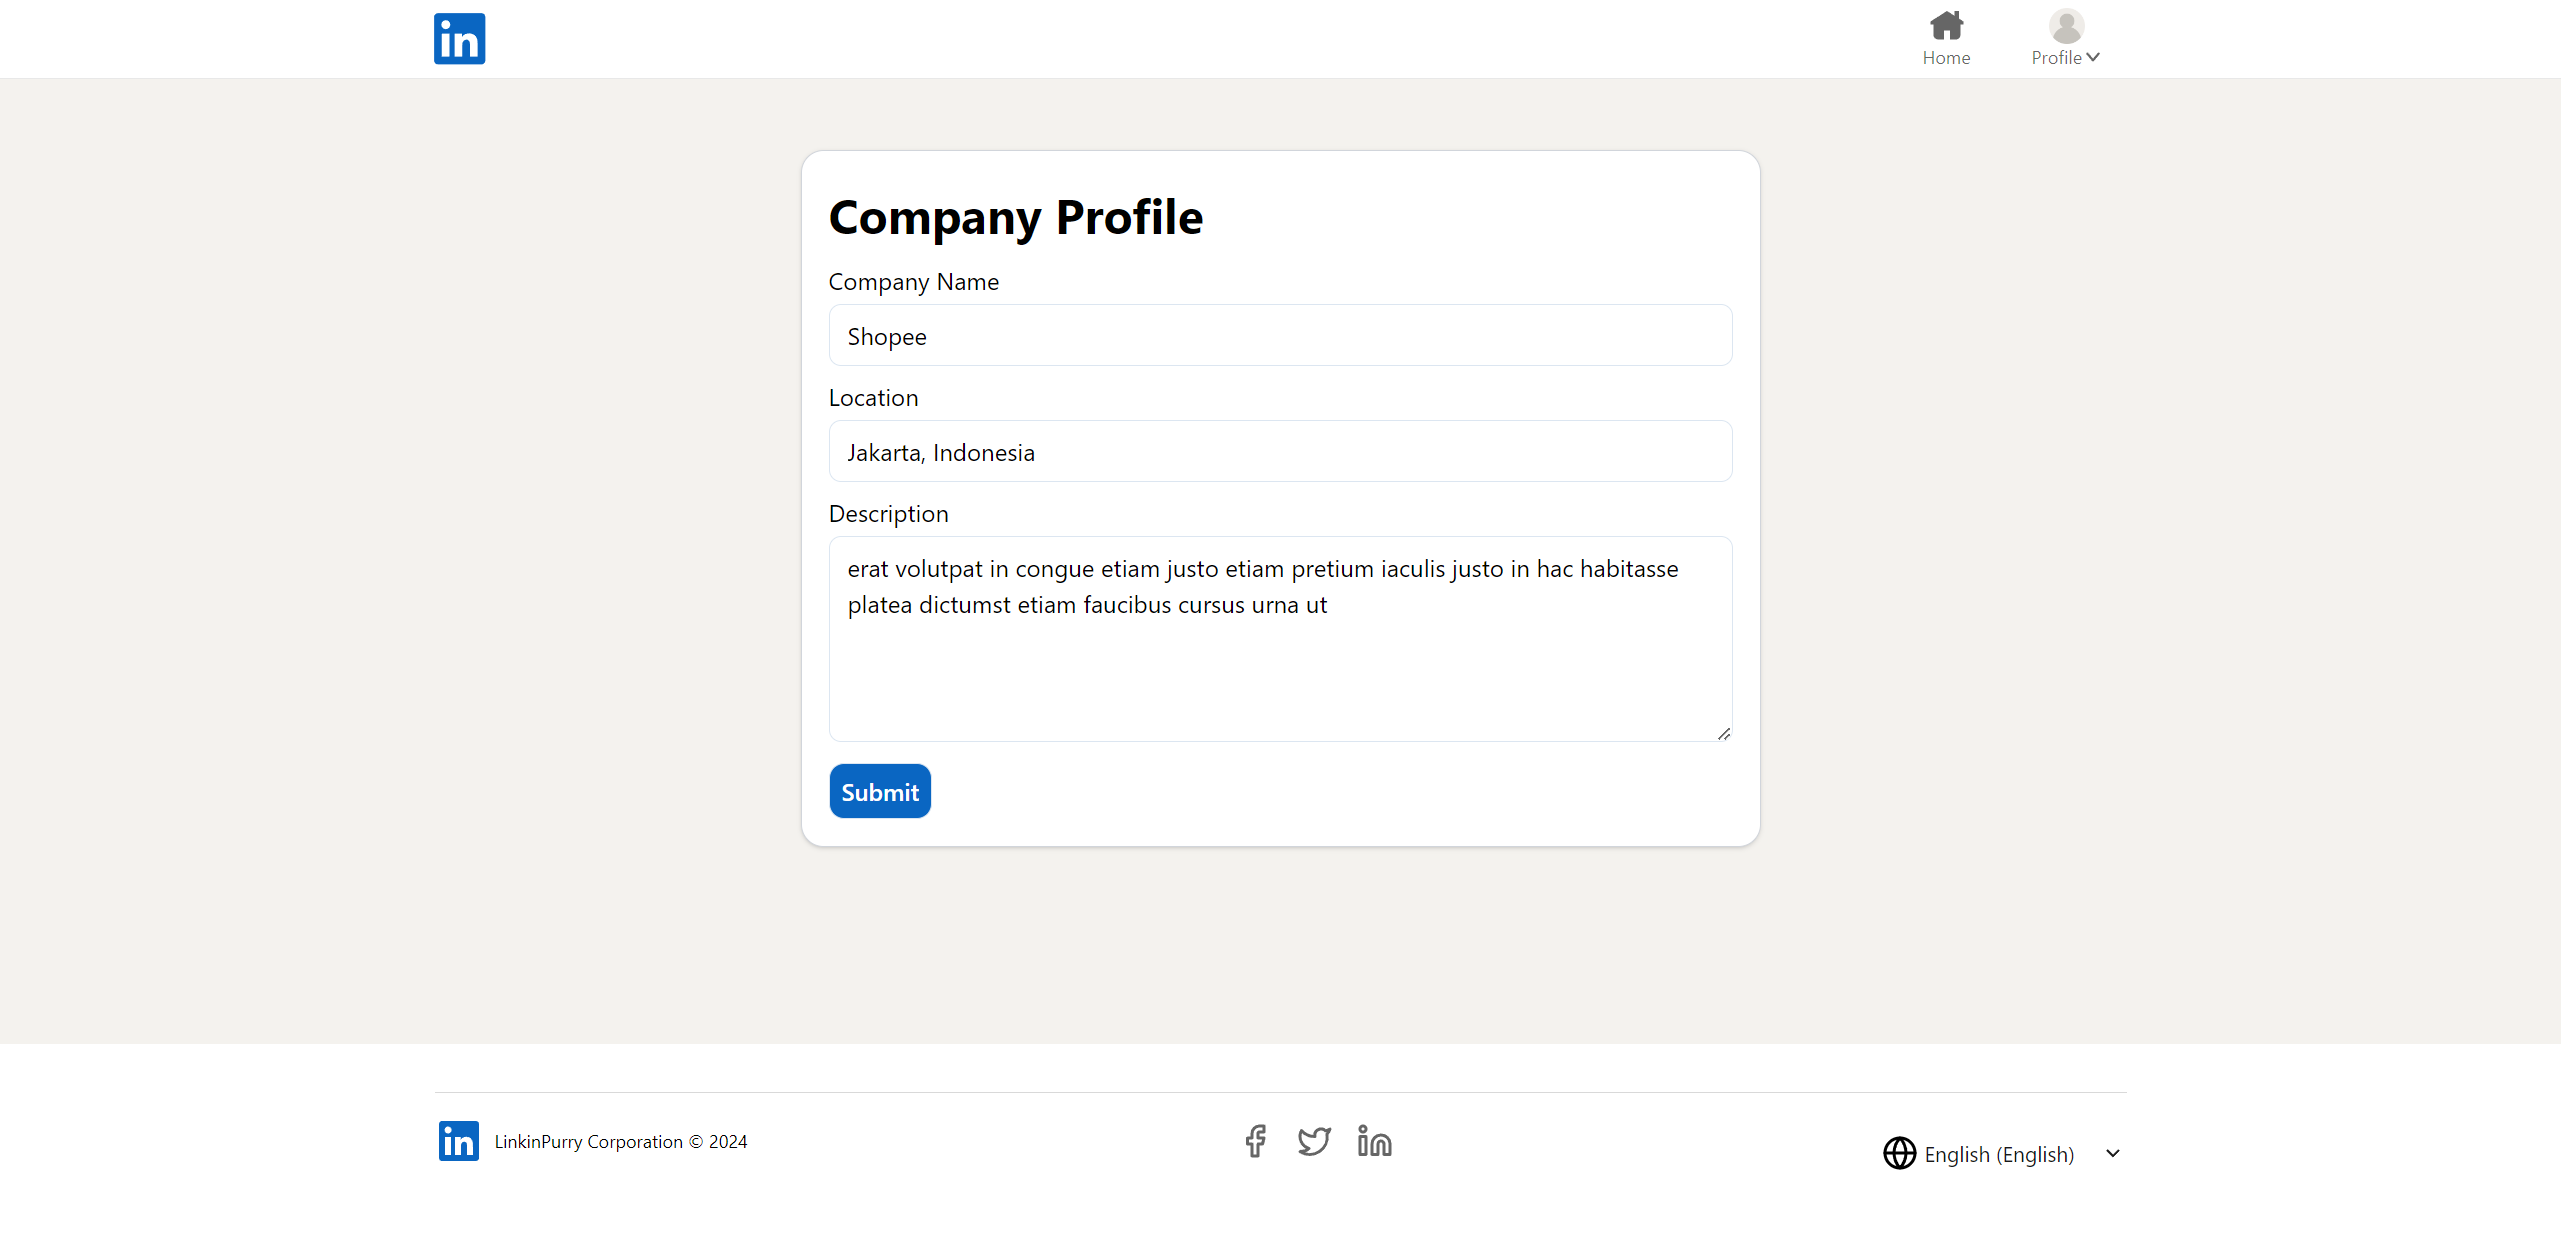 in
Home
Profile
Company Profile
Company Name
Shopee
Location
Jakarta, Indonesia
Description
erat volutpat in congue etiam justo etiam pretium iaculis justo in hac habitasse
platea dictumst etiam faucibus cursus urna ut
Submit
in LinkinPurry Corporation © 2024
in
English (English)